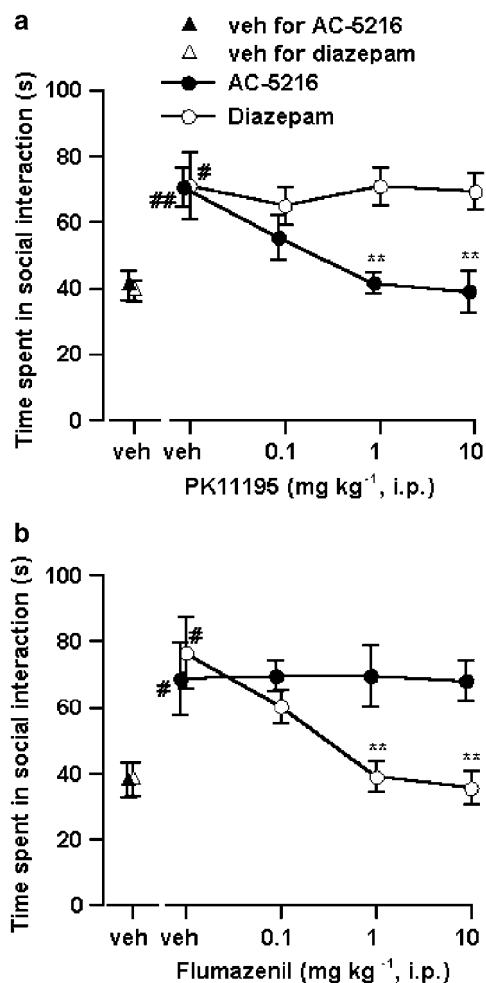 a
veh for AC-5216
veh for diazepam
AC-5216
Diazepam
Time spent in social interaction (s)
100
80
60
40
20
0
#
##
**
**
veh
veh
0.1
1
10
PK11195 (mg kg⁻¹, i.p.)
b
Time spent in social interaction (s)
100
80
60
40
20
0
#
#
**
**
veh
veh
0.1
1
10
Flumazenil (mg kg⁻¹, i.p.)